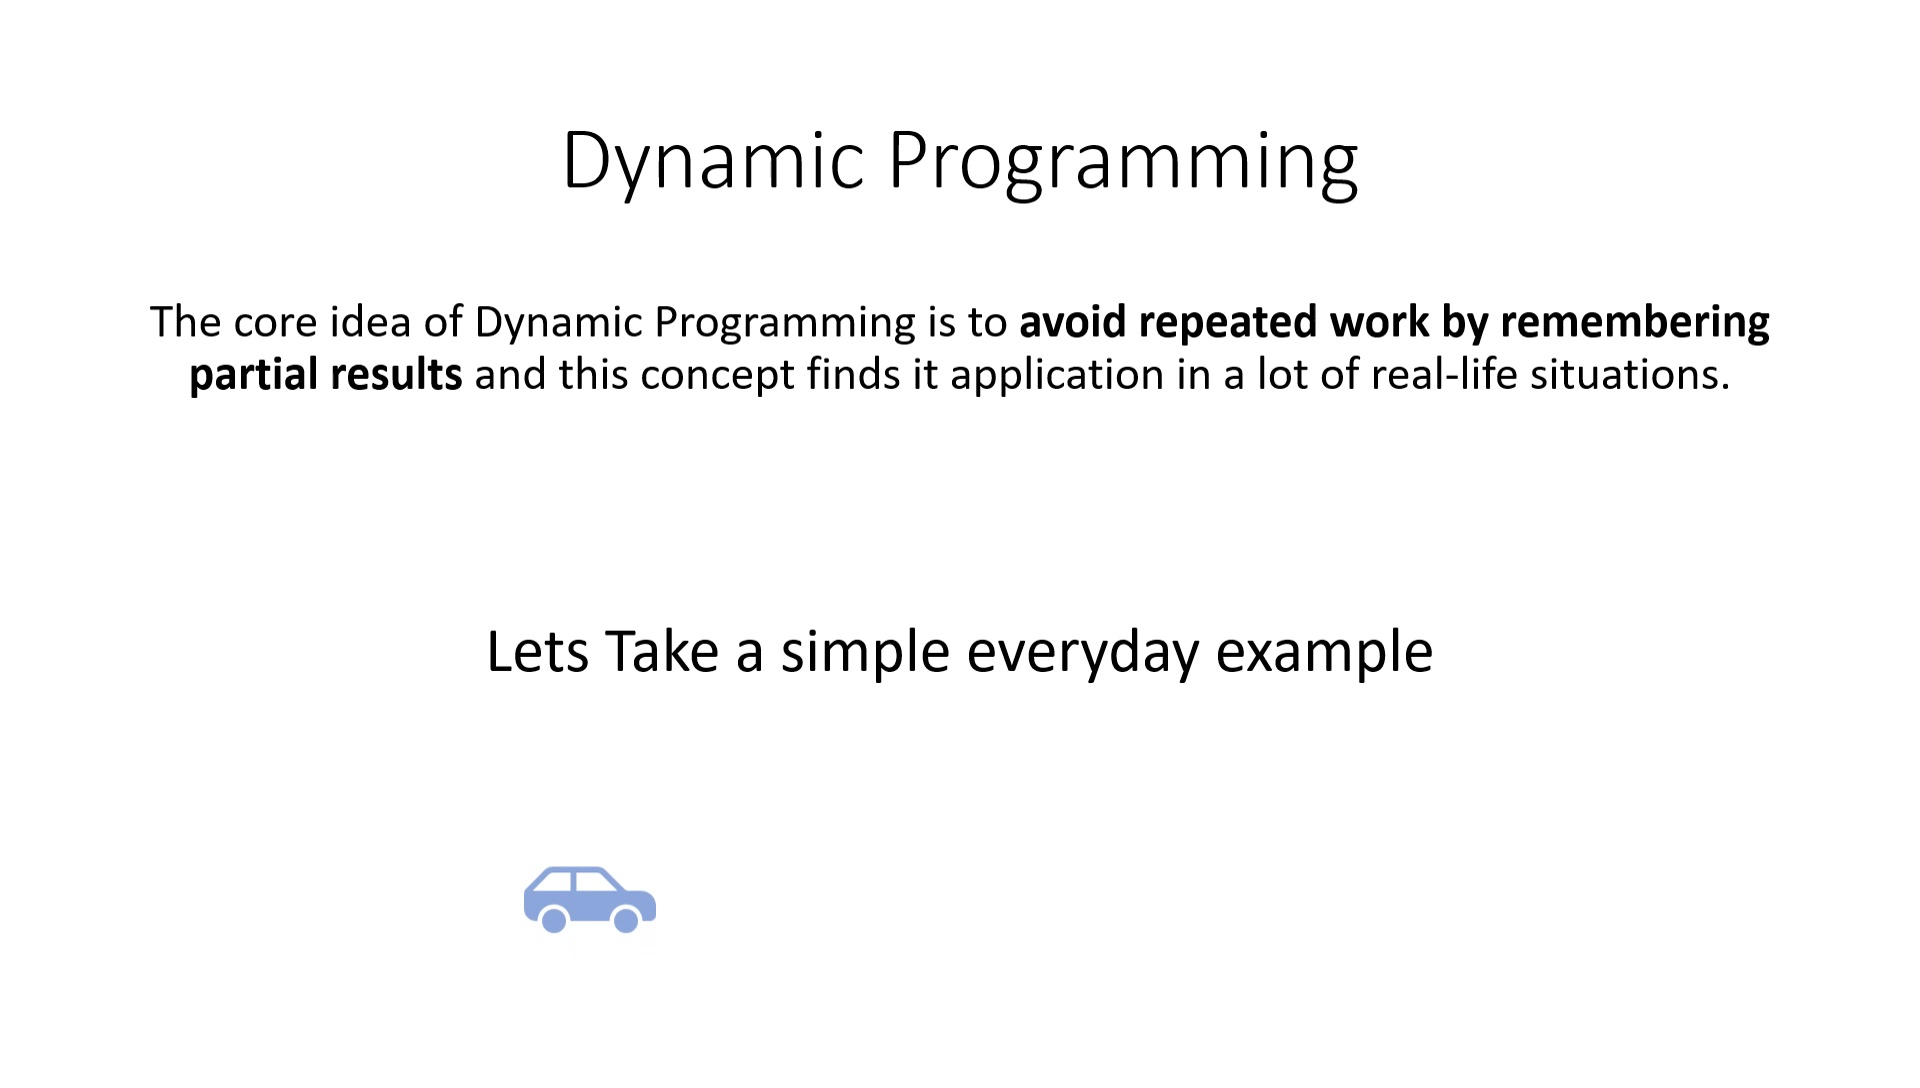 Dynamic Programming
The core idea of Dynamic Programming is to avoid repeated work by remembering
partial results and this concept finds it application in a lot of real-life situations.
Lets Take a simple everyday example